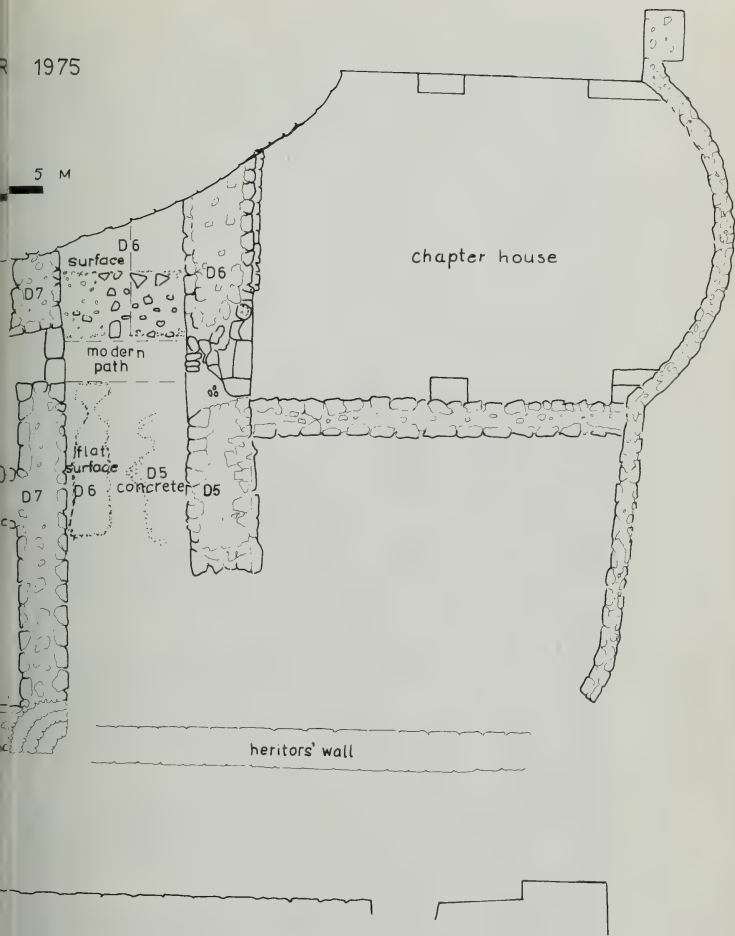 R 1975
5 M
D6
surface
D6
D7
chapter house
modern
path
flat
surface
D6
D5
concrete
D5
D7
heritors' wall